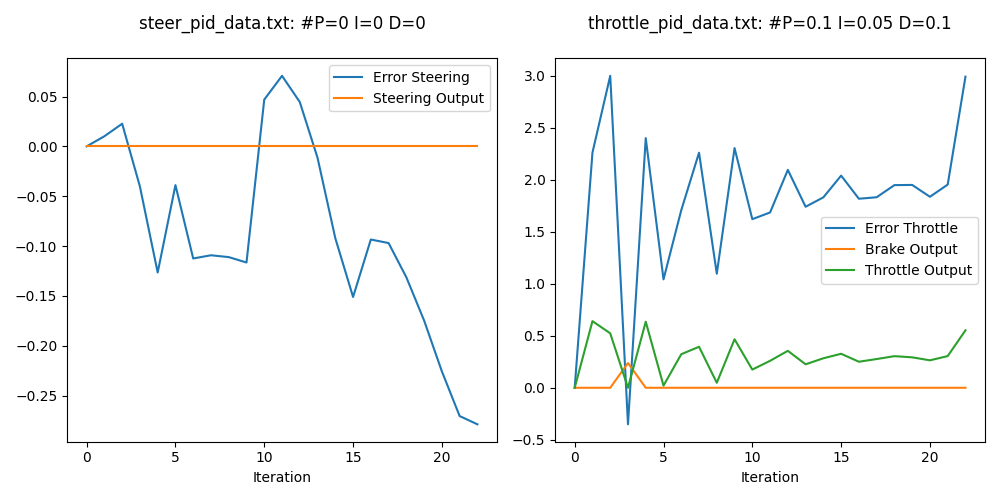 steer_pid_data.txt: #P=0 I=0 D=0
Error Steering
Steering Output
0.05
0.00
−0.05
−0.10
−0.15
−0.20
−0.25
0 5 10 15 20
Iteration
throttle_pid_data.txt: #P=0.1 I=0.05 D=0.1
3.0
2.5
2.0
1.5
1.0
0.5
0.0
−0.5
Error Throttle
Brake Output
Throttle Output
0 5 10 15 20
Iteration